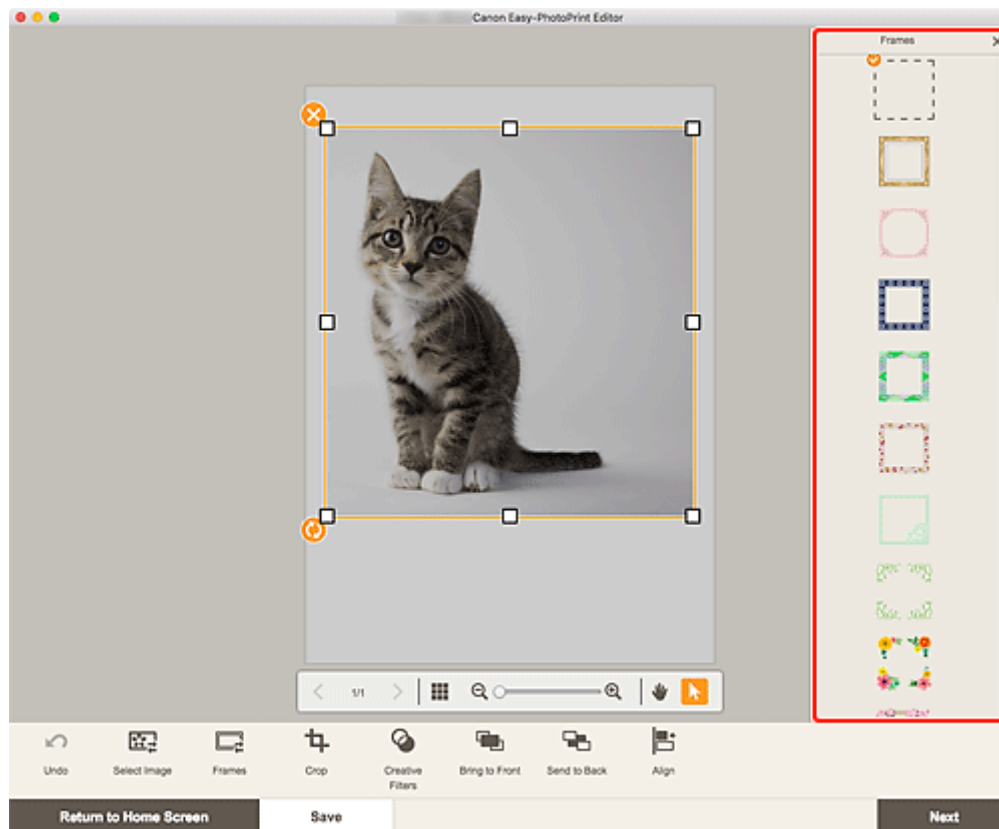 Canon Easy-PhotoPrint Editor
Frames
1/1
Undo
Select Image
Frames
Crop
Creative
Filters
Bring to Front
Send to Back
Align
Return to Home Screen
Save
Next